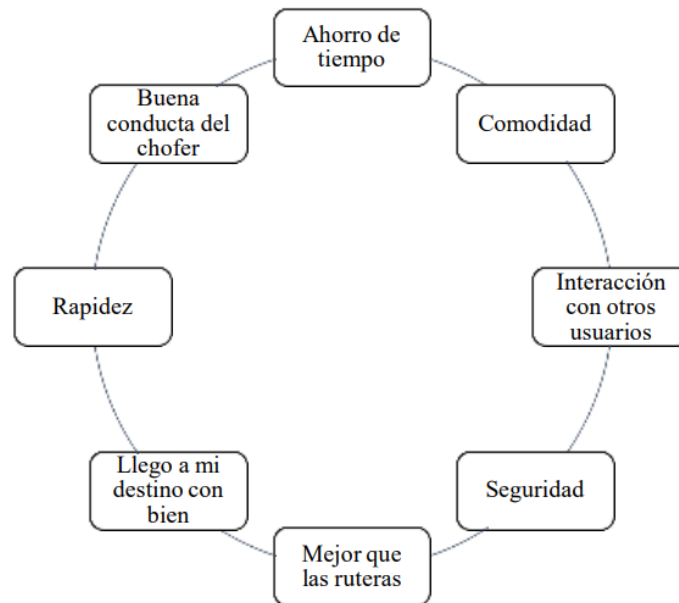 Ahorro de
tiempo
Comodidad
Interacción
con otros
usuarios
Seguridad
Mejor que
las ruteras
Llego a mi
destino con
bien
Rapidez
Buena
conducta del
chofer